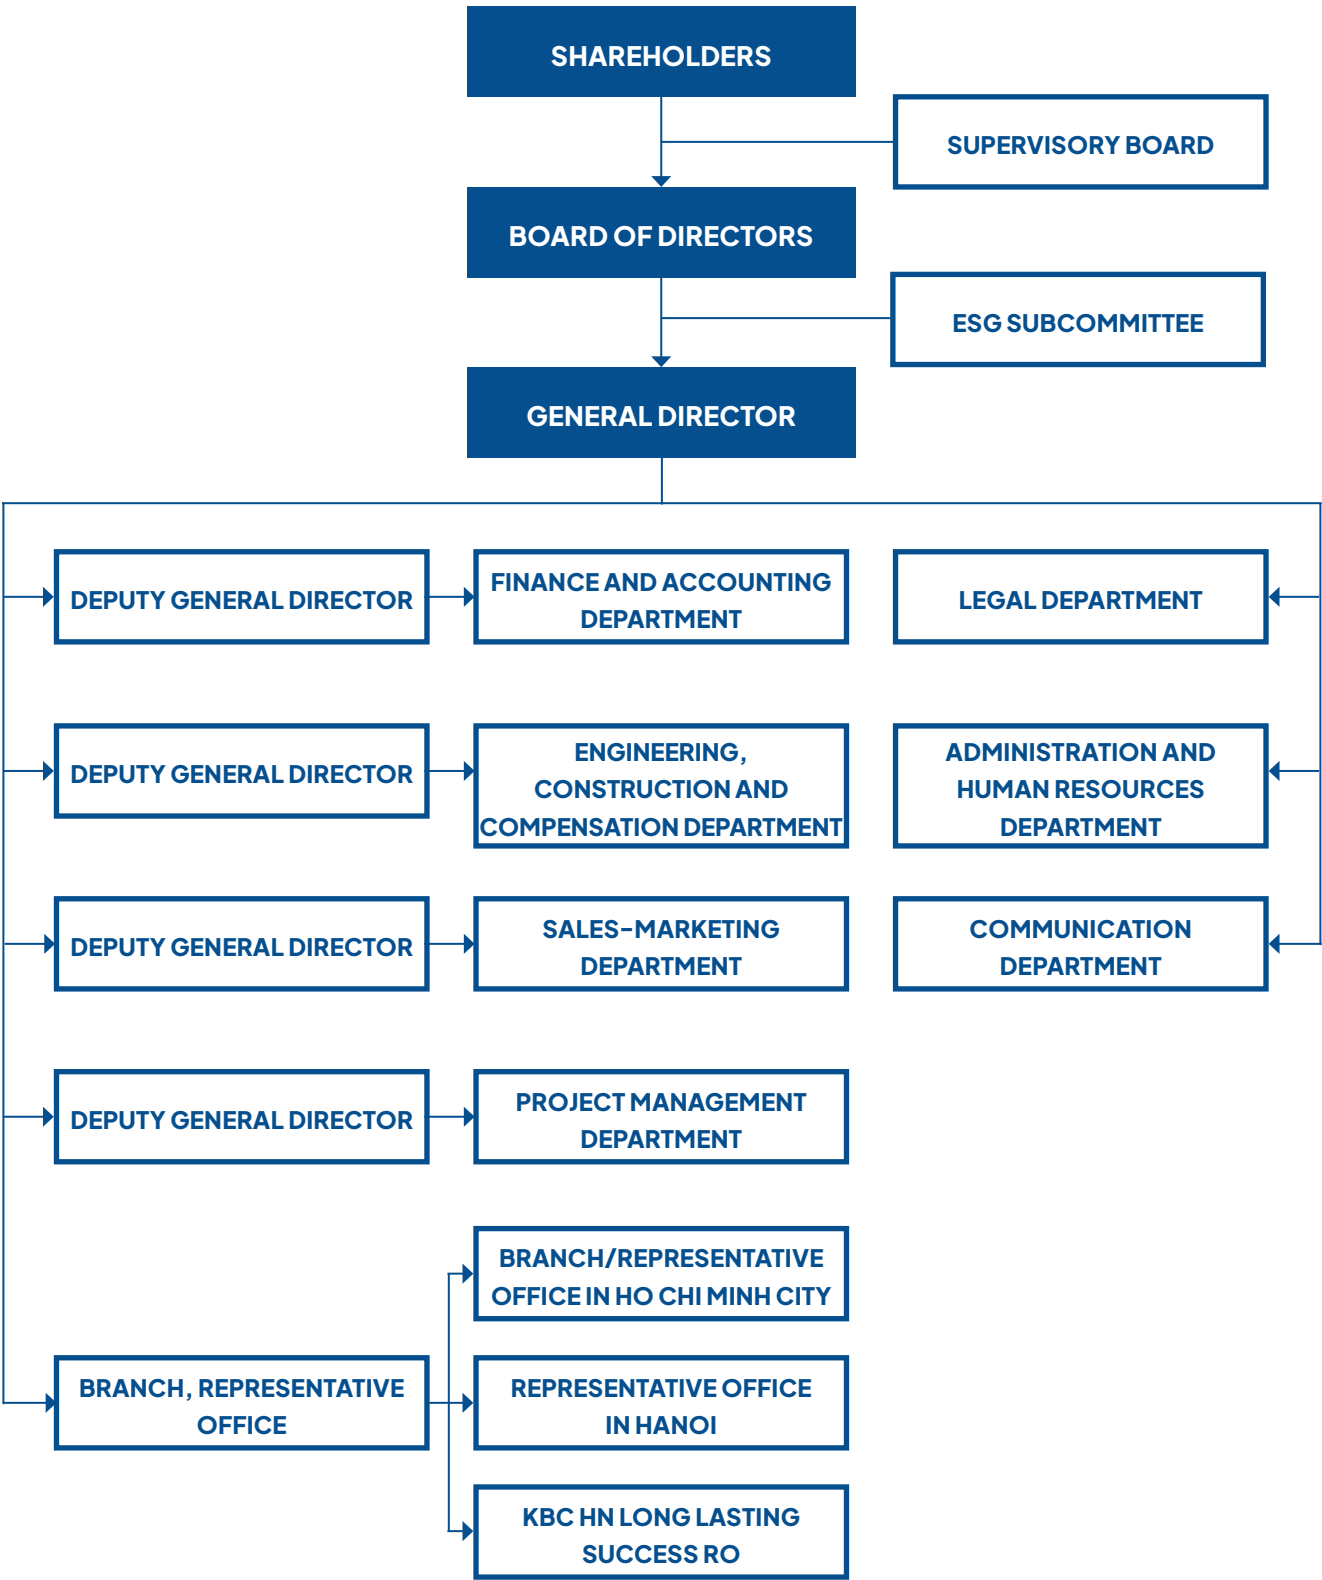 SHAREHOLDERS
SUPERVISORY BOARD
BOARD OF DIRECTORS
ESG SUBCOMMITTEE
GENERAL DIRECTOR
DEPUTY GENERAL DIRECTOR
FINANCE AND ACCOUNTING
DEPARTMENT
LEGAL DEPARTMENT
DEPUTY GENERAL DIRECTOR
ENGINEERING,
CONSTRUCTION AND
COMPENSATION DEPARTMENT
ADMINISTRATION AND
HUMAN RESOURCES
DEPARTMENT
DEPUTY GENERAL DIRECTOR
SALES-MARKETING
DEPARTMENT
COMMUNICATION
DEPARTMENT
DEPUTY GENERAL DIRECTOR
PROJECT MANAGEMENT
DEPARTMENT
BRANCH, REPRESENTATIVE
OFFICE
BRANCH/REPRESENTATIVE
OFFICE IN HO CHI MINH CITY
REPRESENTATIVE OFFICE
IN HANOI
KBC HN LONG LASTING
SUCCESS RO